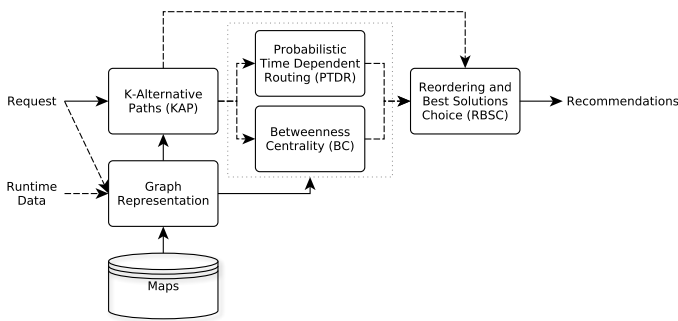 Probabilistic
Time Dependent
Routing (PTDR)
K-Alternative
Paths (KAP)
Request
Reordering and
Best Solutions
Choice (RBSC)
Recommendations
Betweenness
Centrality (BC)
Runtime
Data
Graph
Representation
Maps